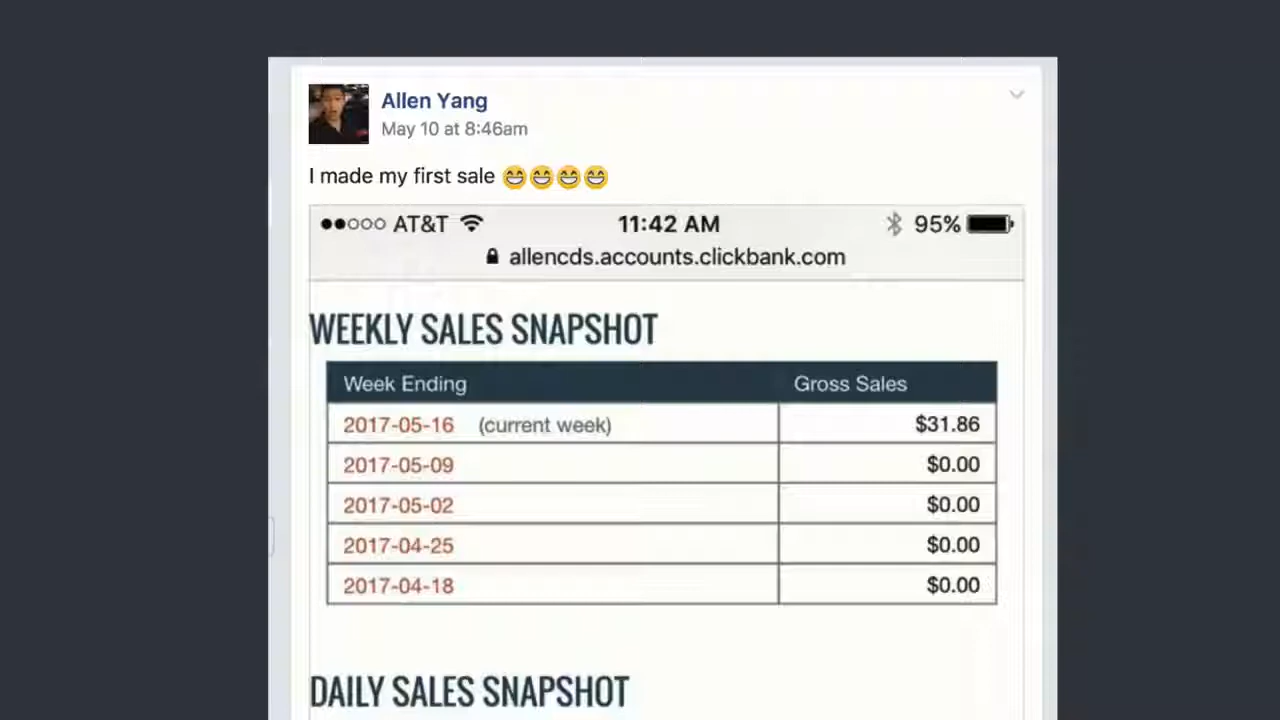 Allen Yang
May 10 at 8:46am
I made my first sale 😁😁😁😁
AT&T 11:42 AM 95%
allencds.accounts.clickbank.com
WEEKLY SALES SNAPSHOT
Week Ending Gross Sales
2017-05-16 (current week) $31.86
2017-05-09 $0.00
2017-05-02 $0.00
2017-04-25 $0.00
2017-04-18 $0.00
DAILY SALES SNAPSHOT